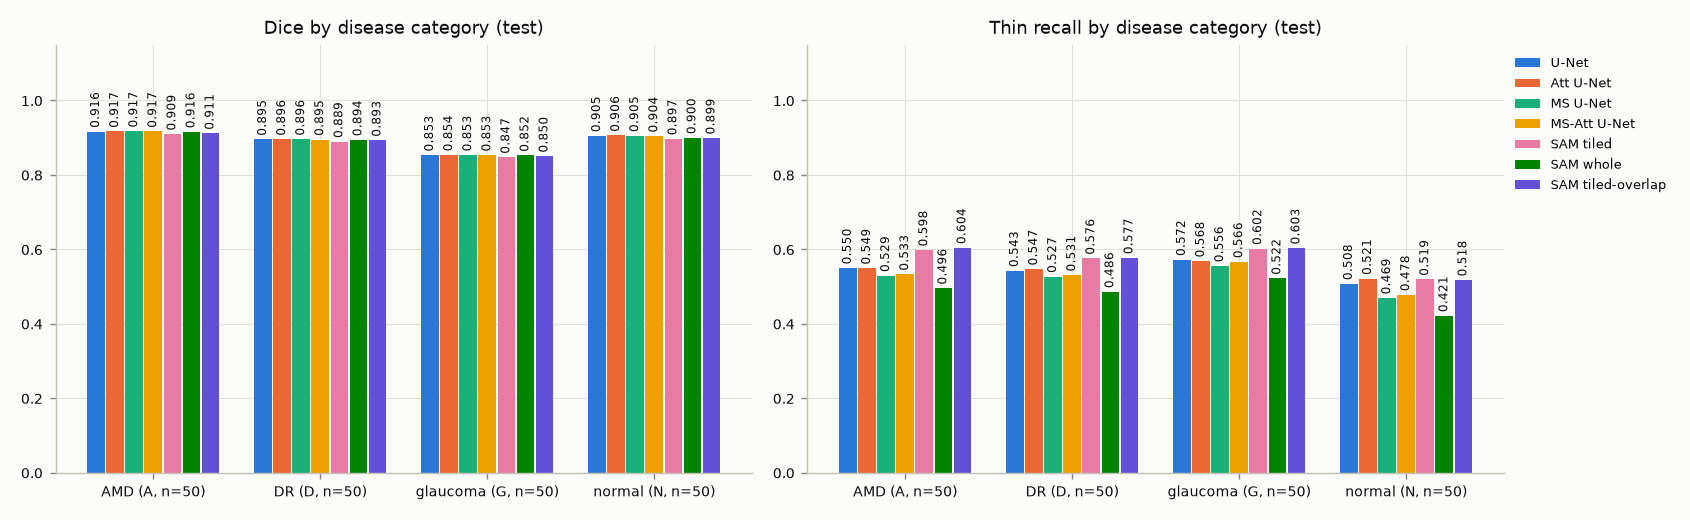 Dice by disease category (test)
1.0
0.8
0.6
0.4
0.2
0.0
0.916 0.917 0.917 0.917 0.909 0.916 0.911
0.895 0.896 0.896 0.895 0.889 0.894 0.893
0.853 0.854 0.853 0.853 0.847 0.852 0.850
0.905 0.906 0.905 0.904 0.897 0.900 0.899
AMD (A, n=50) DR (D, n=50) glaucoma (G, n=50) normal (N, n=50)
Thin recall by disease category (test)
1.0
0.8
0.6
0.4
0.2
0.0
0.550 0.549 0.529 0.533 0.598 0.496 0.604
0.543 0.547 0.527 0.531 0.576 0.486 0.577
0.572 0.568 0.556 0.566 0.602 0.522 0.603
0.508 0.521 0.469 0.478 0.519 0.421 0.518
AMD (A, n=50) DR (D, n=50) glaucoma (G, n=50) normal (N, n=50)
U-Net
Att U-Net
MS U-Net
MS-Att U-Net
SAM tiled
SAM whole
SAM tiled-overlap